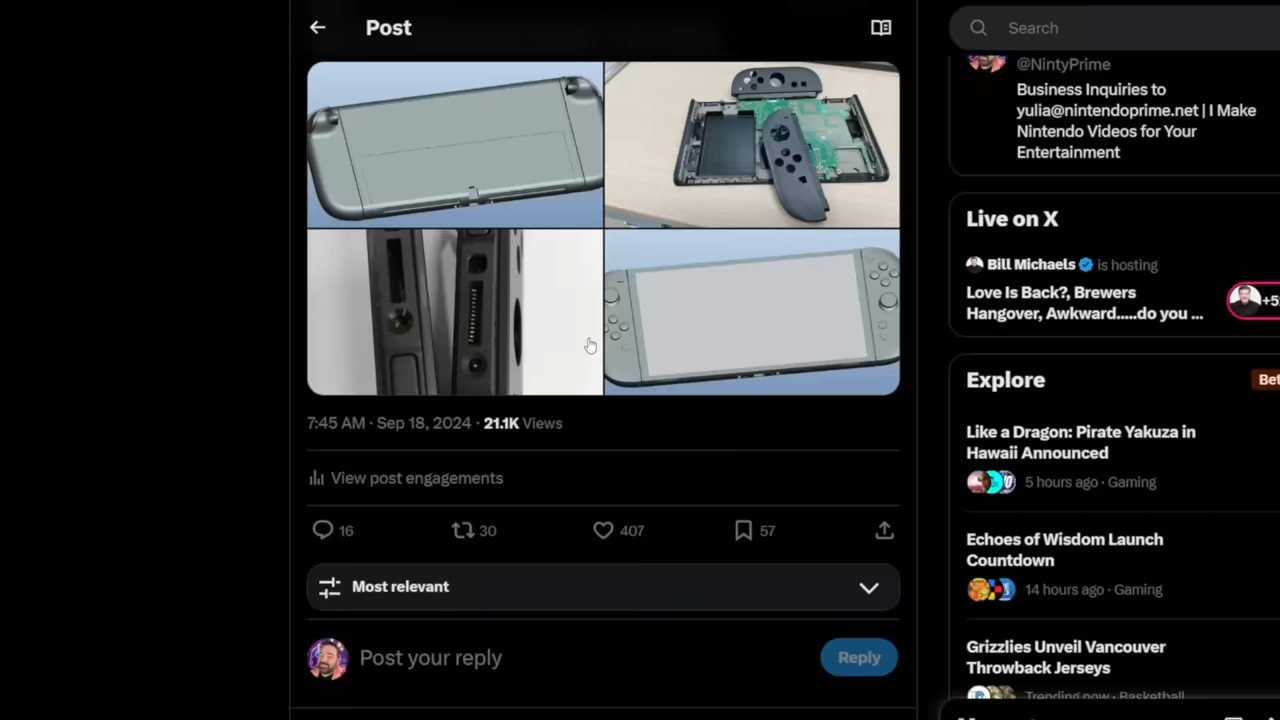 Post
7:45 AM · Sep 18, 2024 · 21.1K Views
View post engagements
16
30
407
57
Most relevant
Post your reply
Reply
Search
@NintyPrime
Business Inquiries to
yulia@nintendoprime.net | I Make
Nintendo Videos for Your
Entertainment
Live on X
Bill Michaels is hosting
Love Is Back?, Brewers
Hangover, Awkward.....do you ...
+5
Explore
Like a Dragon: Pirate Yakuza in
Hawaii Announced
5 hours ago · Gaming
Echoes of Wisdom Launch
Countdown
14 hours ago · Gaming
Grizzlies Unveil Vancouver
Throwback Jerseys
Trending now · Basketball